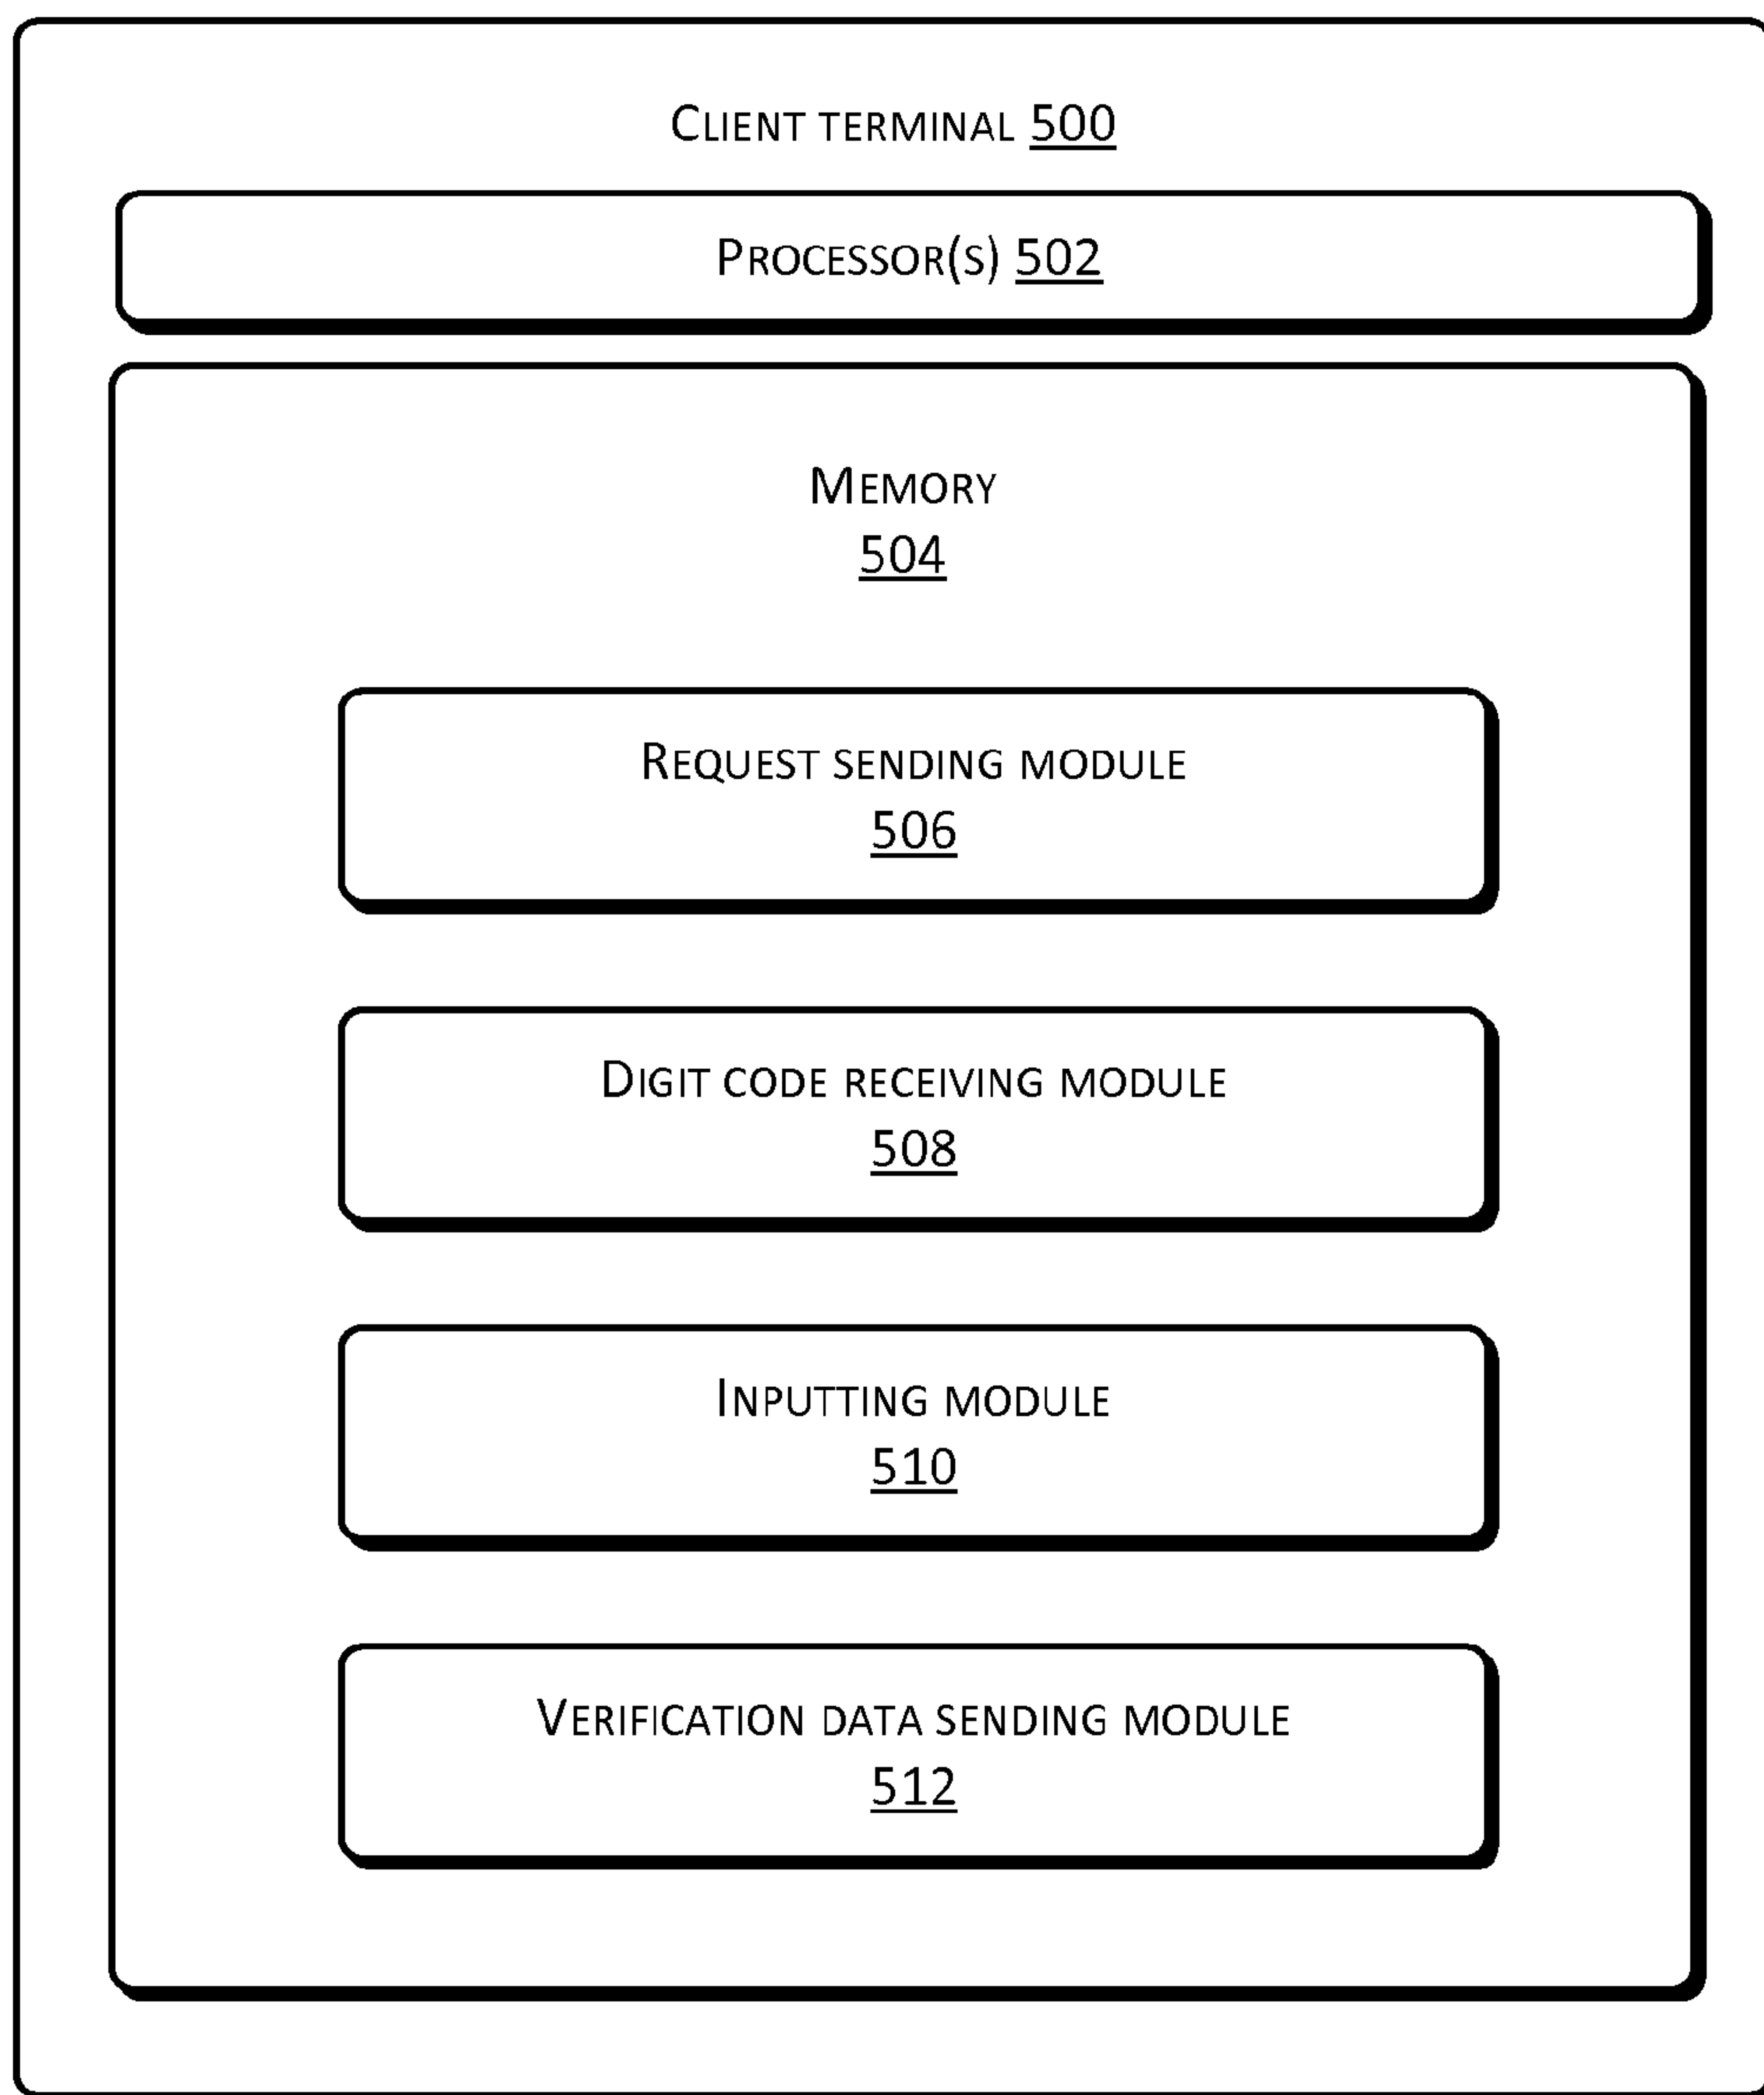 Client terminal 500
Processor(s) 502
Memory
504
Request sending module
506
Digit code receiving module
508
Inputting module
510
Verification data sending module
512